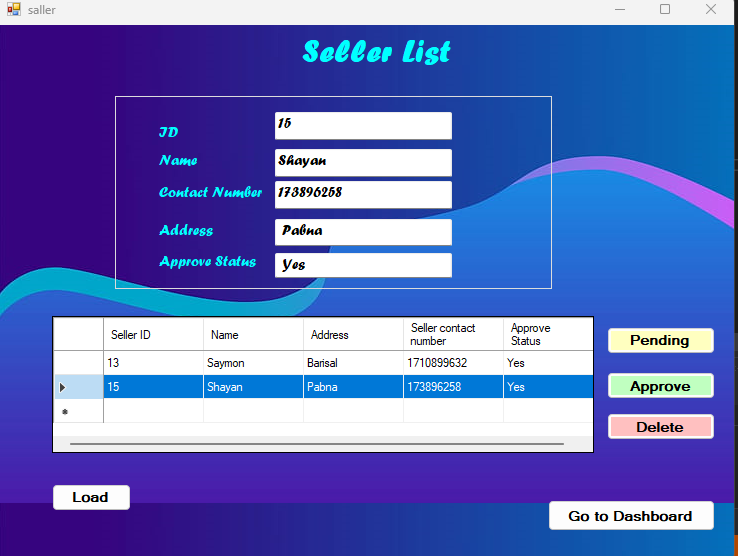 saller
Seller List
ID 15
Name Shayan
Contact Number 173896258
Address Pabna
Approve Status Yes
Seller ID Name Address Seller contact number Approve Status
13 Saymon Barisal 1710899632 Yes
15 Shayan Pabna 173896258 Yes
Pending
Approve
Delete
Load
Go to Dashboard